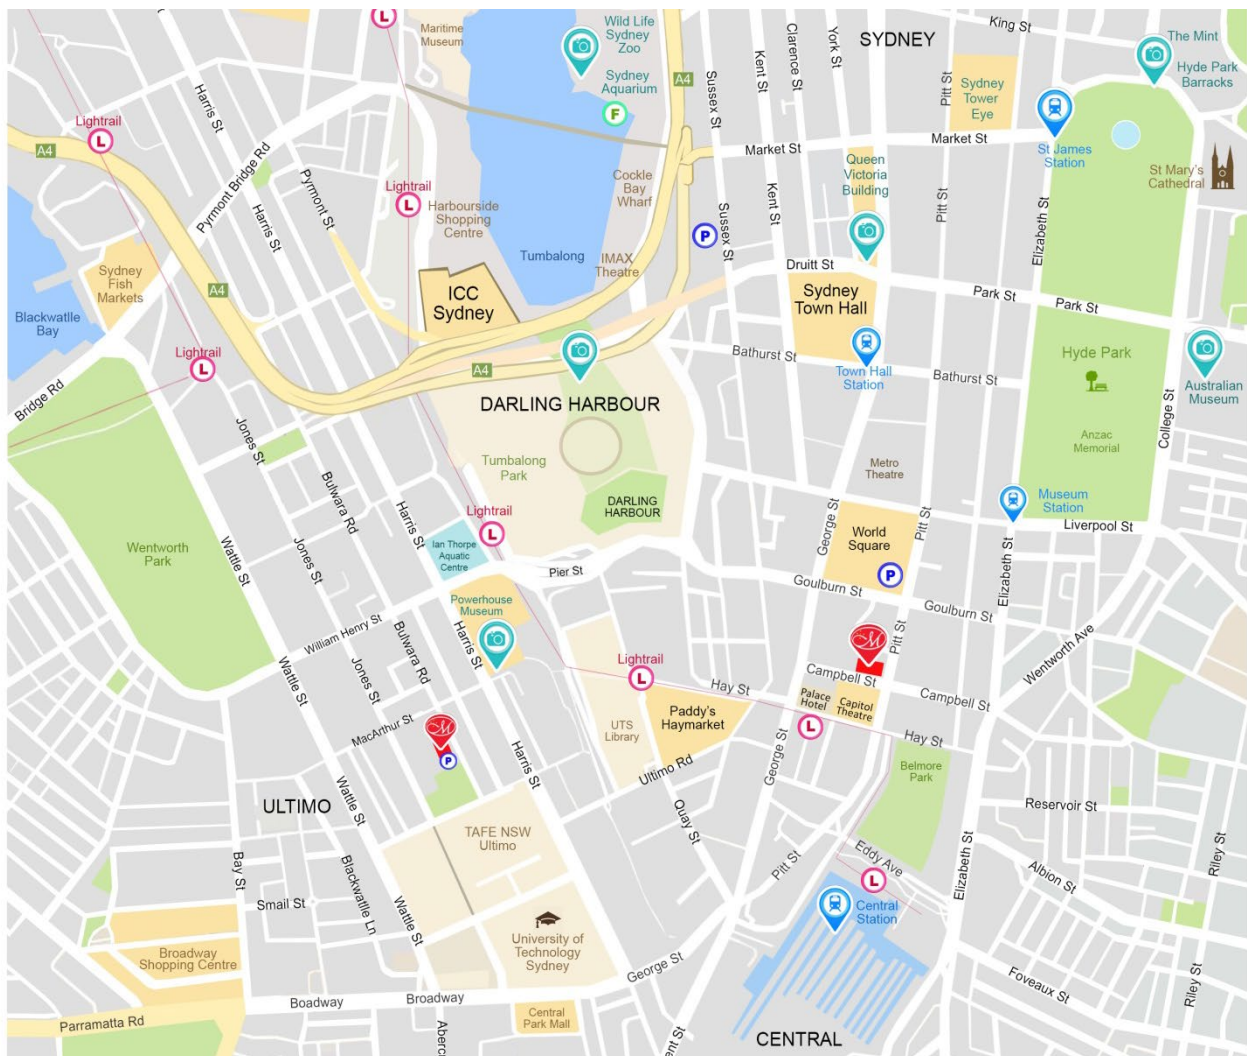 King St
The Mint
Hyde Park
Barracks
Wild Life
Sydney
Zoo
Sydney
Aquarium
Maritime
Museum
L
L
A4
SYDNEY
York St
Clarence St
Kent St
Sussex St
Pitt St
Sydney
Tower
Eye
Harris St
Lightrail
L
A4
F
Market St
Market St
St James
Station
St Mary's
Cathedral
Queen
Victoria
Building
Pyrmont Bridge Rd
Pyrmont St
Lightrail
L
Harbourside
Shopping
Centre
Cockle
Bay
Wharf
Kent St
Sussex St
Pitt St
Elizabeth St
P
Harris St
Sydney
Fish
Markets
A4
Tumbalong
IMAX
Theatre
Druitt St
ICC
Sydney
Sydney
Town Hall
Park St
Park St
Blackwattle
Bay
Lightrail
L
A4
Bathurst St
Town Hall
Station
Bathurst St
Hyde Park
Australian
Museum
Bridge Rd
DARLING HARBOUR
College St
Jones St
Anzac
Memorial
Tumbalong
Park
Metro
Theatre
Bulwara Rd
Harris St
DARLING
HARBOUR
Lightrail
L
George St
Pitt St
Museum
Station
Liverpool St
Wentworth
Park
Wattle St
Jones St
Ian Thorpe
Aquatic
Centre
World
Square
P
Pier St
Goulburn St
Goulburn St
Elizabeth St
Powerhouse
Museum
William Henry St
Bulwara Rd
Harris St
M
Pitt St
Wentworth Ave
Lightrail
L
Hay St
Campbell St
Campbell St
Jones St
Wattle St
Palace
Hotel
Capitol
Theatre
Paddy's
Haymarket
UTS
Library
L
MacArthur St
M
P
Hay St
George St
Harris St
Ultimo Rd
Belmore
Park
ULTIMO
Wattle St
Reservoir St
TAFE NSW
Ultimo
Quay St
Pitt St
Eddy Ave
L
Elizabeth St
Albion St
Riley St
Bay St
Blackwattle Ln
Smail St
Wattle St
Central
Station
University of
Technology
Sydney
Broadway
Shopping Centre
George St
Foveaux St
Riley St
Boadway
Broadway
Central
Park Mall
Parramatta Rd
Aberc
ent St
CENTRAL